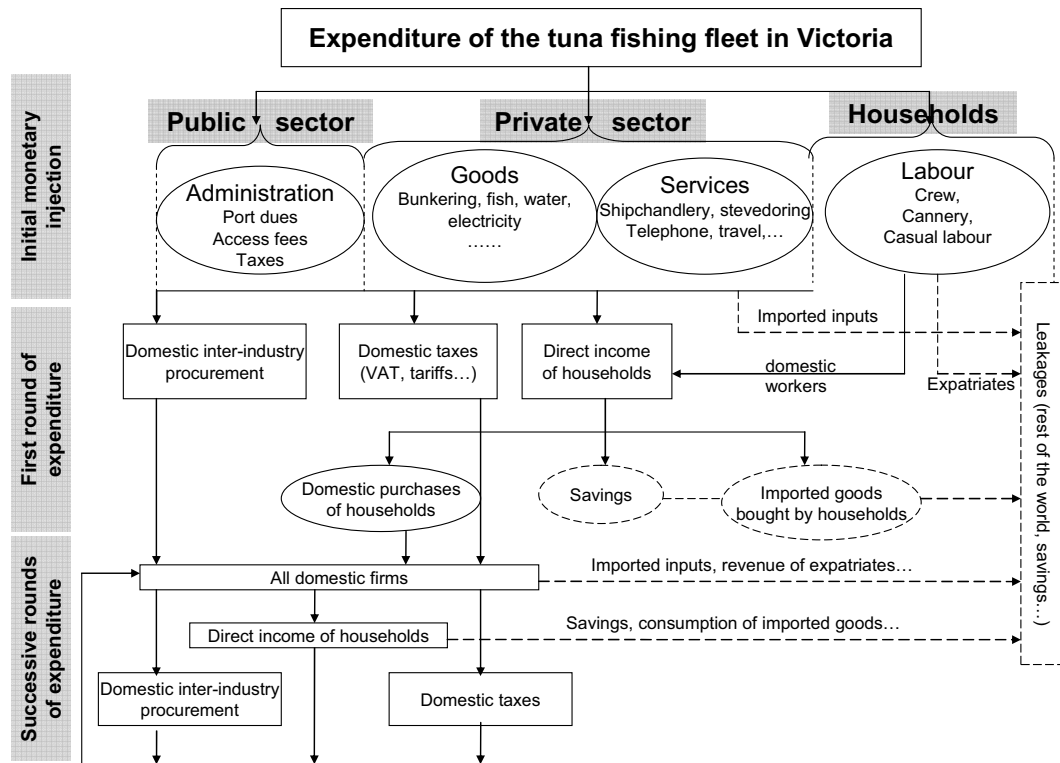 Expenditure of the tuna fishing fleet in Victoria
Initial monetary
injection
Public sector
Private sector
Households
Administration
Port dues
Access fees
Taxes
Goods
Bunkering, fish, water,
electricity
……
Services
Shipchandlery, stevedoring
Telephone, travel,…
Labour
Crew,
Cannery,
Casual labour
First round of
expenditure
Domestic inter-industry
procurement
Domestic taxes
(VAT, tariffs…)
Direct income
of households
Imported inputs
domestic
workers
Expatriates
Leakages (rest of the world, savings…)
Domestic purchases
of households
Savings
Imported goods
bought by households
Successive rounds
of expenditure
All domestic firms
Imported inputs, revenue of expatriates…
Direct income of households
Savings, consumption of imported goods…
Domestic inter-industry
procurement
Domestic taxes